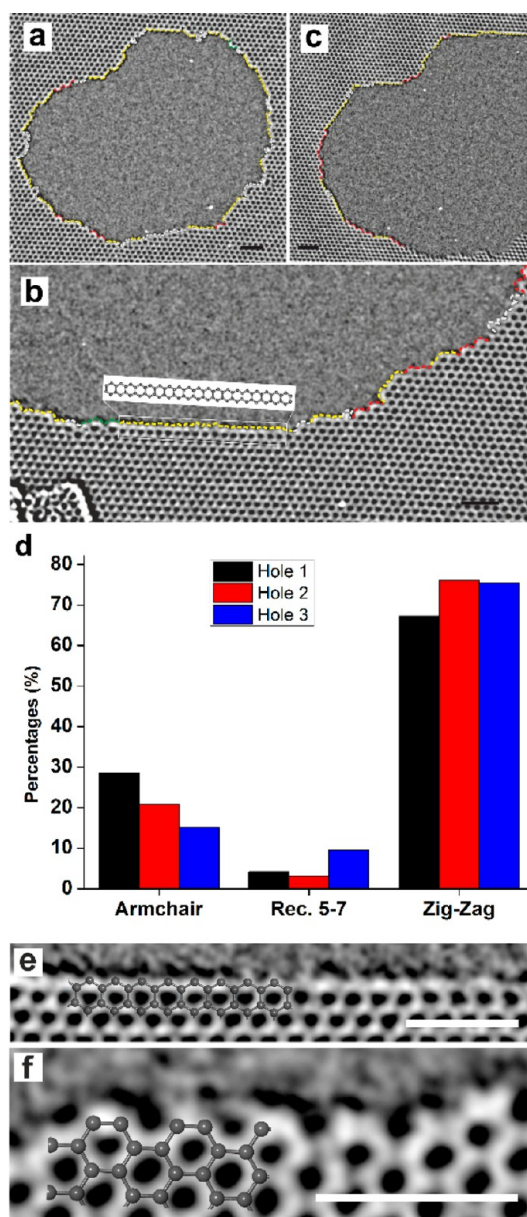 a
c
b
d
80
70
60
50
40
30
20
10
0
Percentages (%)
Hole 1
Hole 2
Hole 3
Armchair
Rec. 5-7
Zig-Zag
e
f